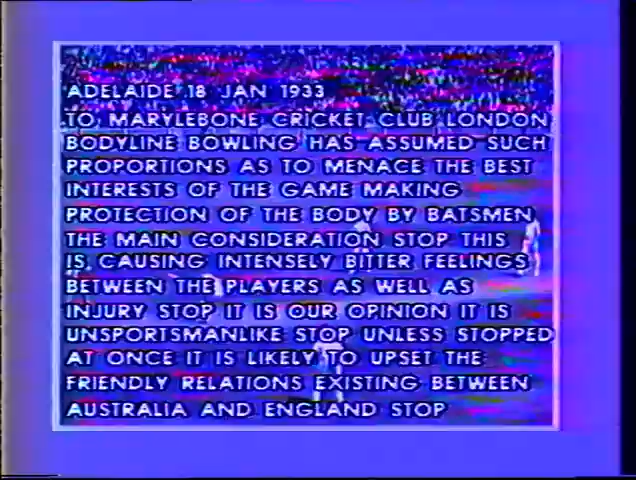 ADELAIDE 18 JAN 1933
TO MARYLEBONE CRICKET CLUB LONDON
BODYLINE BOWLING HAS ASSUMED SUCH
PROPORTIONS AS TO MENACE THE BEST
INTERESTS OF THE GAME MAKING
PROTECTION OF THE BODY BY BATSMEN
THE MAIN CONSIDERATION STOP THIS
IS CAUSING INTENSELY BITTER FEELINGS
BETWEEN THE PLAYERS AS WELL AS
INJURY STOP IT IS OUR OPINION IT IS
UNSPORTSMANLIKE STOP UNLESS STOPPED
AT ONCE IT IS LIKELY TO UPSET THE
FRIENDLY RELATIONS EXISTING BETWEEN
AUSTRALIA AND ENGLAND STOP